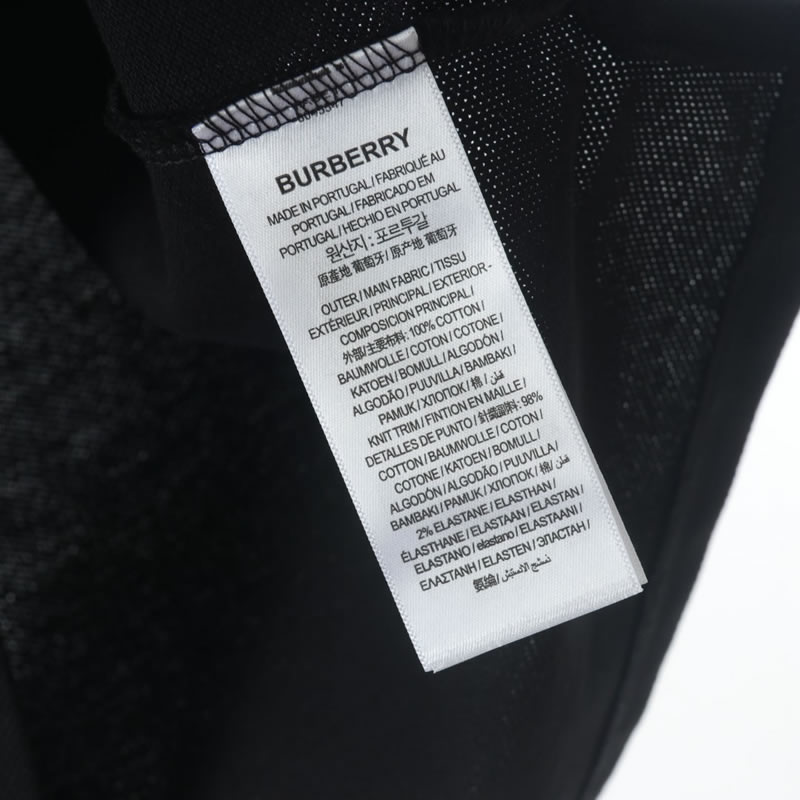 BURBERRY
MADE IN PORTUGAL / FABRIQUÉ AU
PORTUGAL / FABRICADO EM
PORTUGAL / HECHO EN PORTUGAL
원산지 : 포르투갈
原產地 葡萄牙 / 原产地 葡萄牙
OUTER / MAIN FABRIC / TISSU
EXTÉRIEUR / PRINCIPAL / EXTERIOR -
COMPOSICION PRINCIPAL /
外部/主要布料: 100% COTTON /
BAUMWOLLE / COTON / COTONE /
KATOEN / BOMULL / ALGODÓN /
ALGODÃO / PUUVILLA / BAMBAKI /
PAMUK / ХЛОПОК / 棉 / قطن
KNIT TRIM / FINTION EN MAILLE /
DETALLES DE PUNTO / 針織副料: 98%
COTTON / BAUMWOLLE / COTON /
COTONE / KATOEN / BOMULL /
ALGODÓN / ALGODÃO / PUUVILLA /
BAMBAKI / PAMUK / ХЛОПОК / 棉 / قطن
2% ELASTANE / ELASTHAN /
ÉLASTHANE / ELASTAAN / ELASTAN /
ELASTANO / elastano / ELASTAANI /
ΕΛΑΣΤΑΝΗ / ELASTEN / ЭЛАСТАН /
氨綸 /